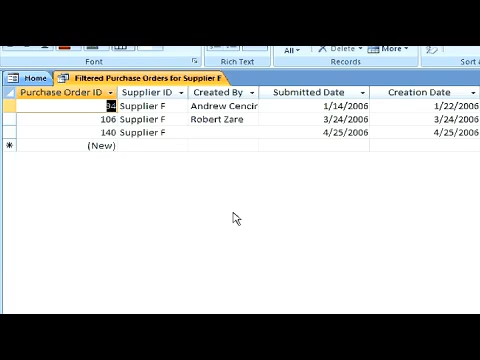 Delete
More
All
Font
Rich Text
Records
Sort &
Home Filtered Purchase Orders for Supplier F
Purchase Order ID Supplier ID Created By Submitted Date Creation Date
94 Supplier F Andrew Cencin 1/14/2006 1/22/2006
106 Supplier F Robert Zare 3/24/2006 3/24/2006
140 Supplier F 4/25/2006 4/25/2006
(New)